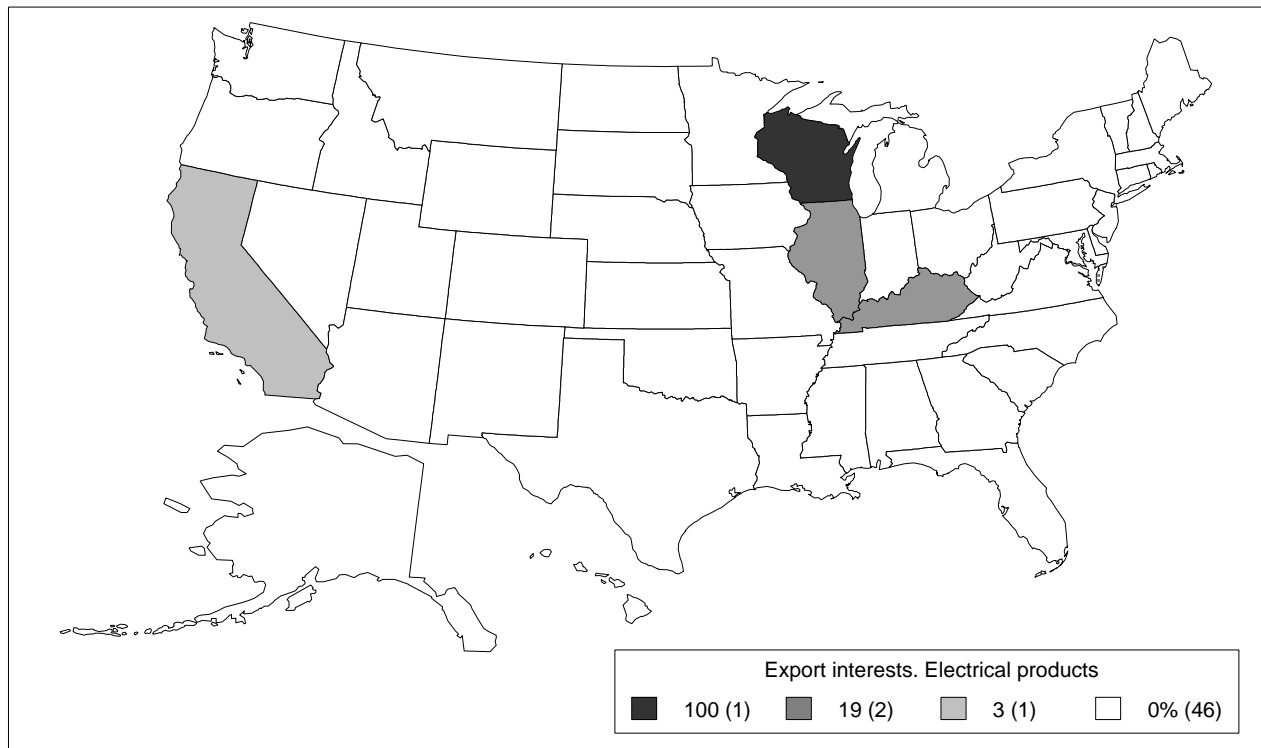 Export interests. Electrical products
100 (1) 19 (2) 3 (1) 0% (46)